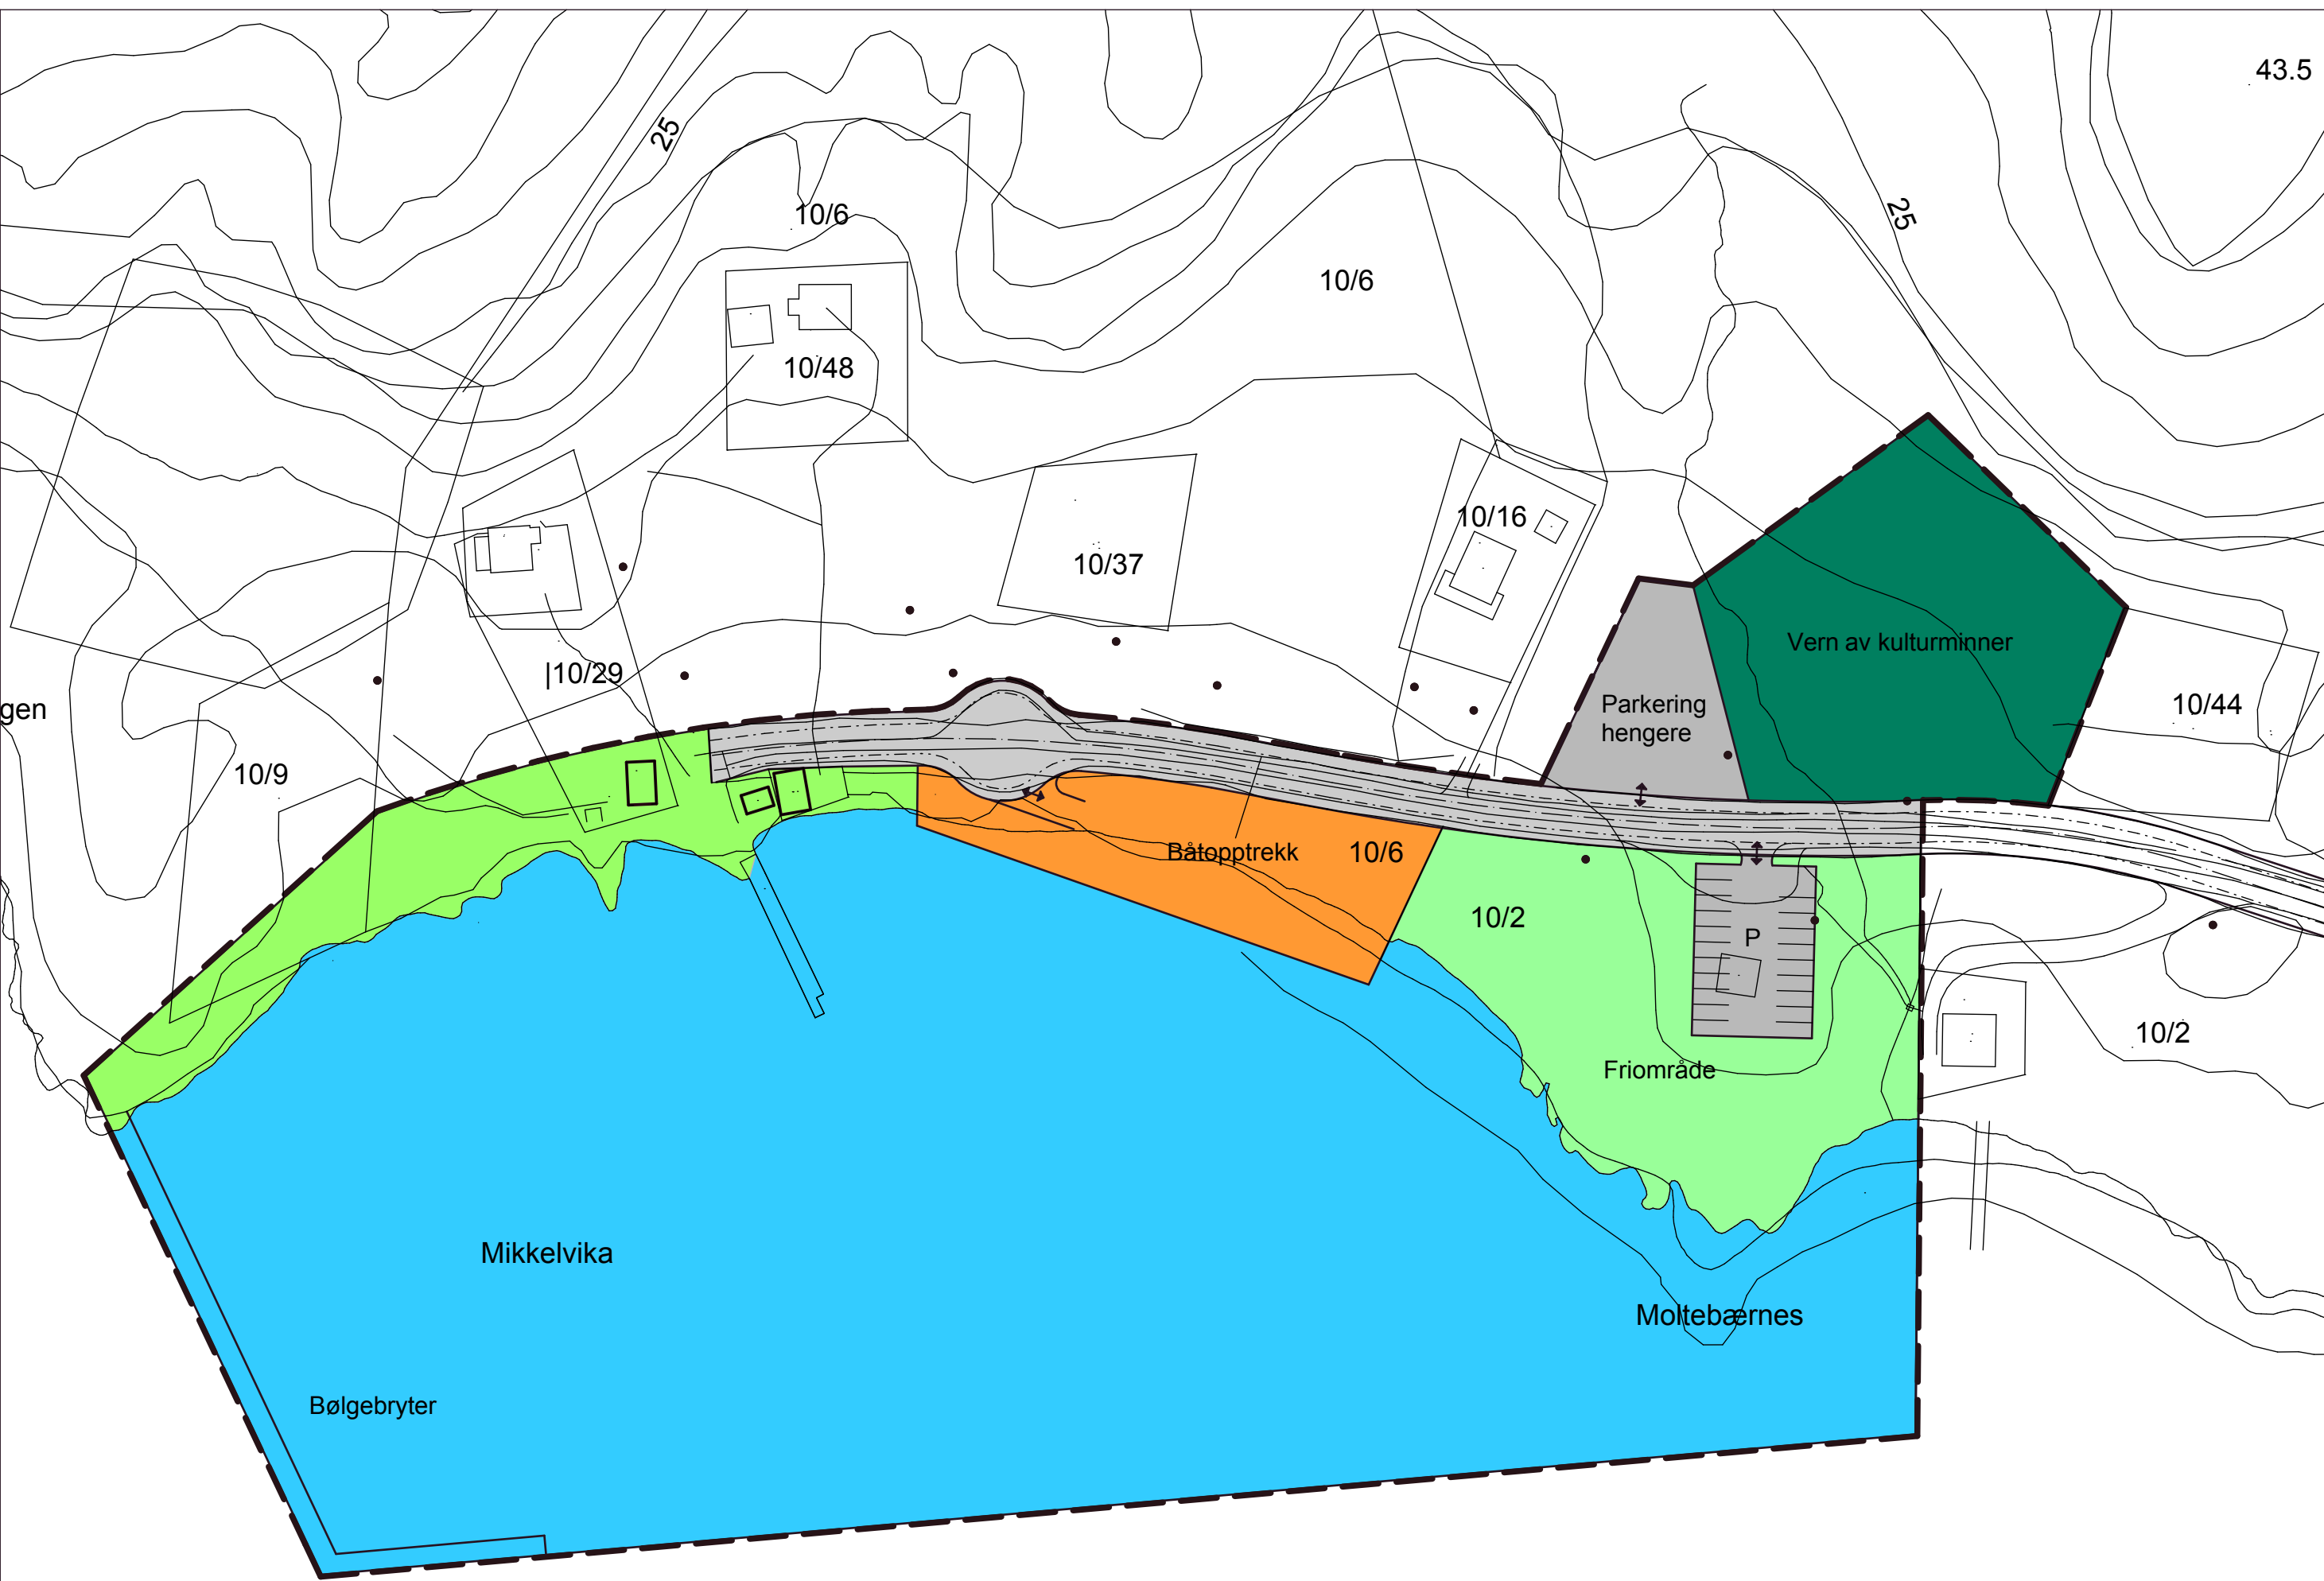 43.5
25
10/6
25
10/6
10/48
10/16
10/37
Vern av kulturminner
|10/29
Parkering
hengere
gen
10/44
10/9
Båtopptrekk
10/6
10/2
P
10/2
Friområde
Mikkelvika
Moltebærnes
Bølgebryter